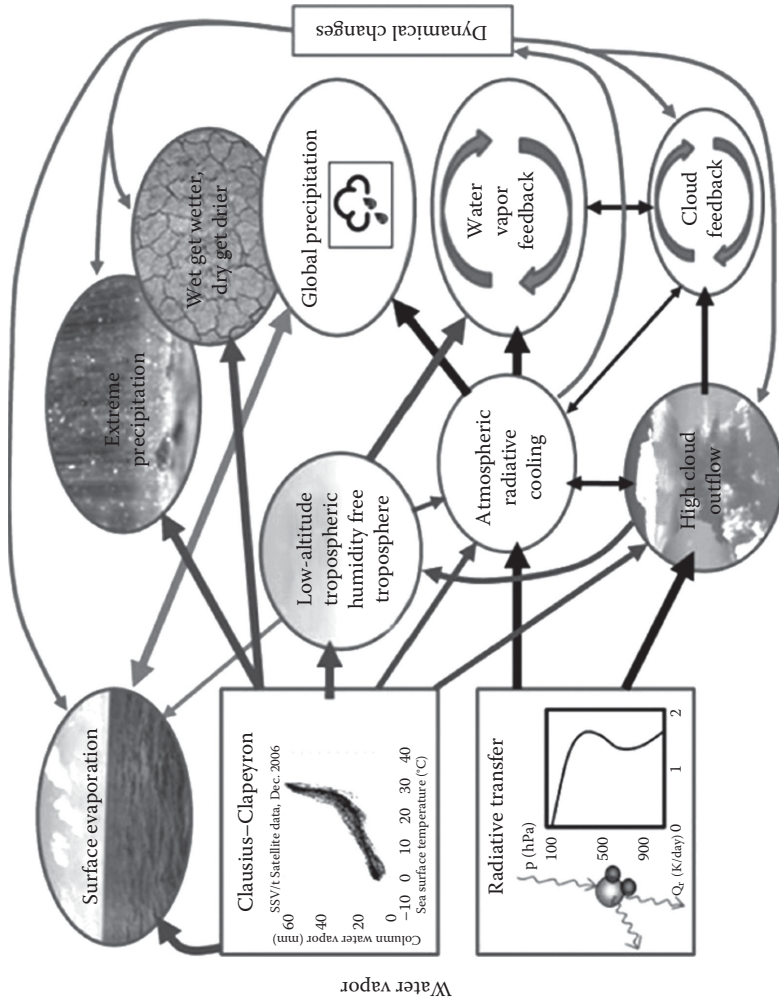 Water vapor
Surface evaporation
Clausius–Clapeyron
SSV/t Satellite data, Dec. 2006
Column water vapor (mm)
60
40
20
0
−10 0 10 20 30 40
Sea surface temperature (°C)
Radiative transfer
p (hPa)
100
500
900
Qr (K/day) 0 1 2
Extreme
precipitation
Wet get wetter,
dry get drier
Global precipitation
Low-altitude
tropospheric
humidity free
troposphere
Atmospheric
radiative
cooling
Water
vapor
feedback
High cloud
outflow
Cloud
feedback
Dynamical changes